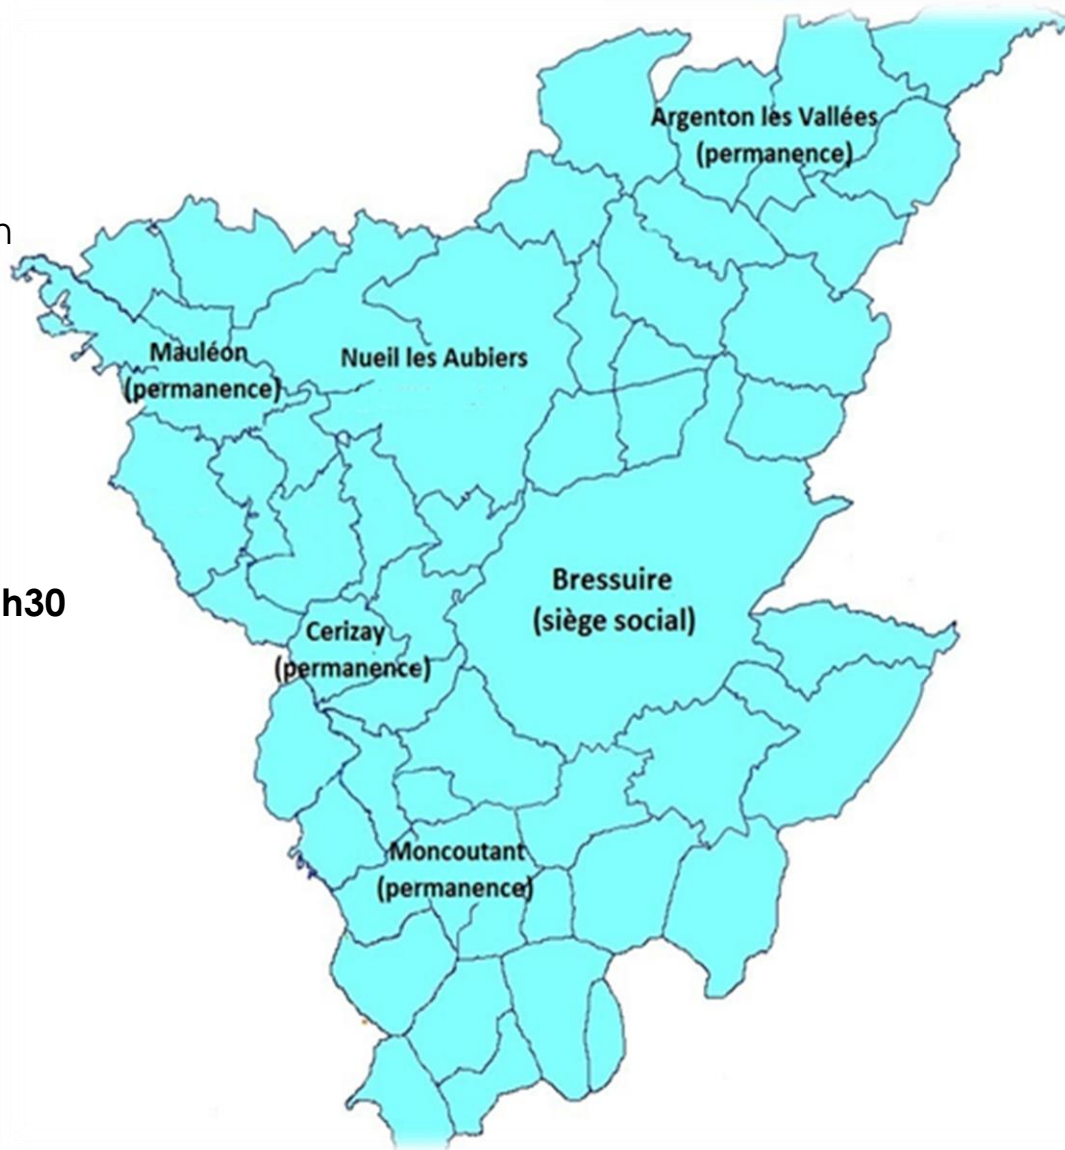 Argenton les Vallées
(permanence)
n
Mauléon
(permanence)
Nueil les Aubiers
Bressuire
(siège social)
h30
Cerizay
(permanence)
Moncoutant
(permanence)